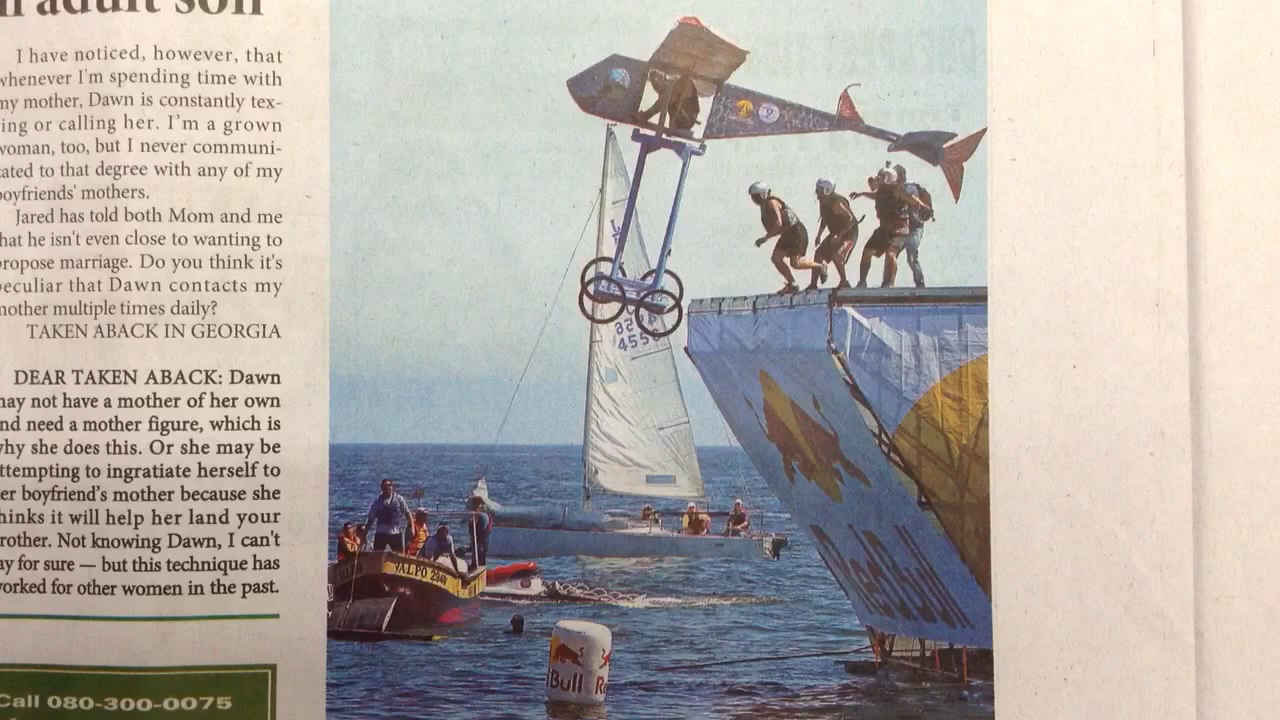 n adult son
I have noticed, however, that
whenever I'm spending time with
my mother, Dawn is constantly tex-
ting or calling her. I'm a grown
woman, too, but I never communi-
cated to that degree with any of my
boyfriends' mothers.
Jared has told both Mom and me
that he isn't even close to wanting to
propose marriage. Do you think it's
peculiar that Dawn contacts my
mother multiple times daily?
TAKEN ABACK IN GEORGIA
DEAR TAKEN ABACK: Dawn
may not have a mother of her own
and need a mother figure, which is
why she does this. Or she may be
attempting to ingratiate herself to
her boyfriend's mother because she
thinks it will help her land your
brother. Not knowing Dawn, I can't
say for sure — but this technique has
worked for other women in the past.
Call 080-300-0075
455
VALPO 2840
Red Bull
Bull Re